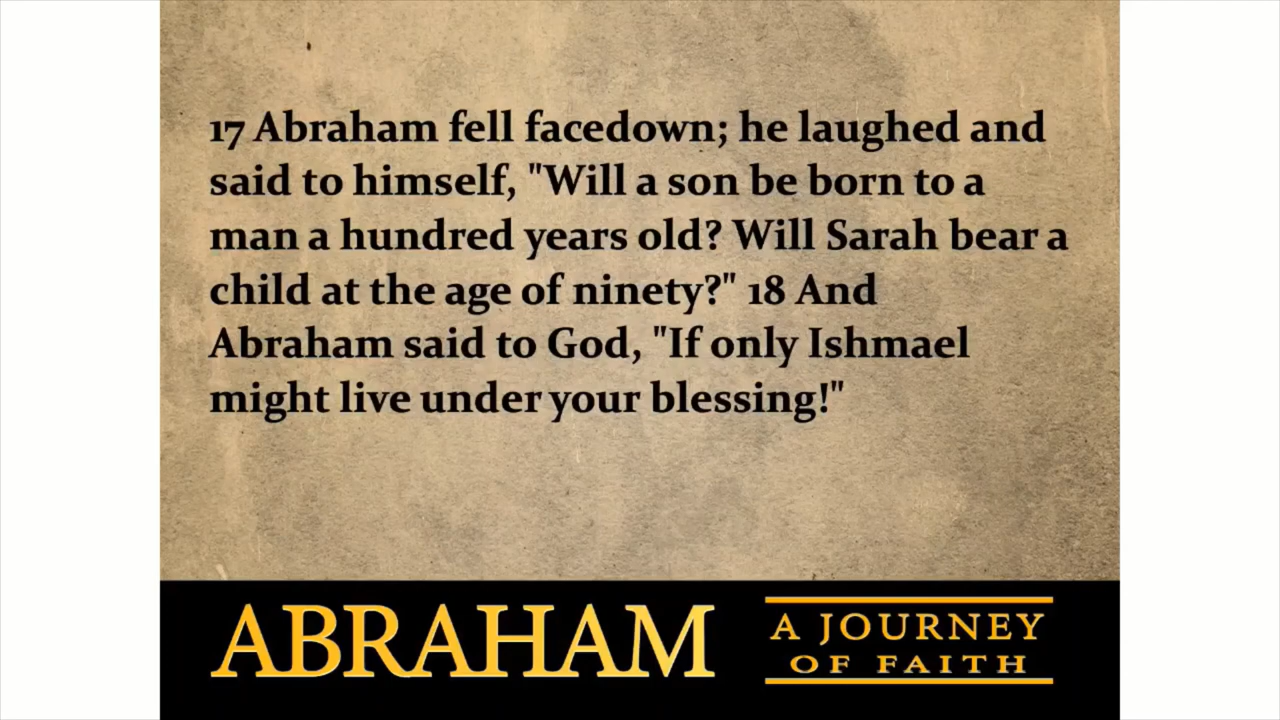 17 Abraham fell facedown; he laughed and
said to himself, "Will a son be born to a
man a hundred years old? Will Sarah bear a
child at the age of ninety?" 18 And
Abraham said to God, "If only Ishmael
might live under your blessing!"
ABRAHAM
A JOURNEY
OF FAITH